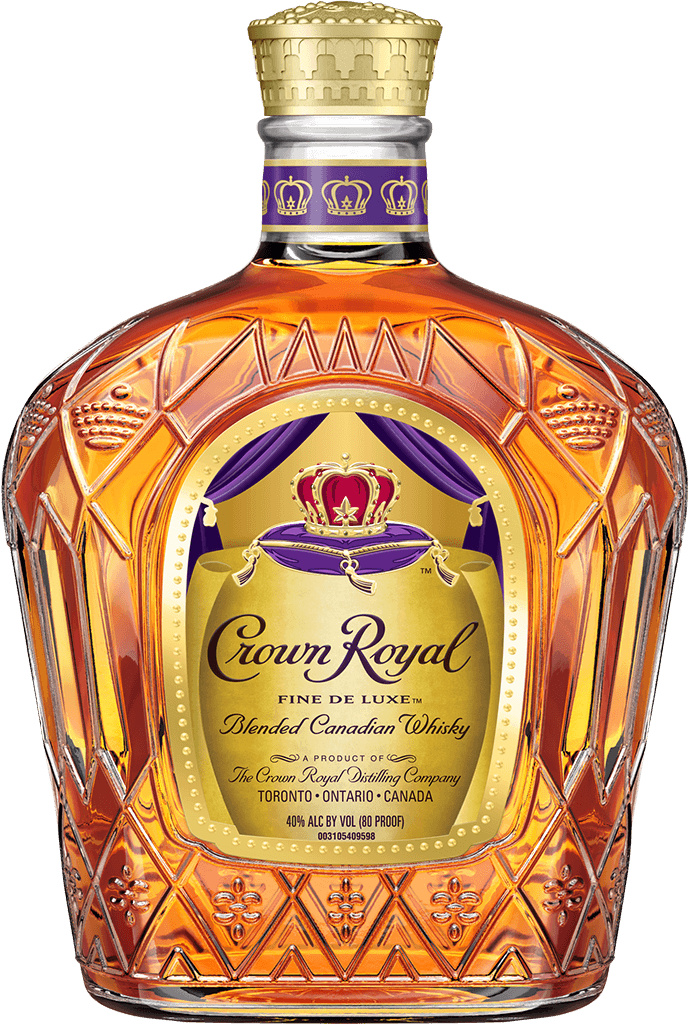 Crown Royal
FINE DE LUXE™
Blended Canadian Whisky
A PRODUCT OF
The Crown Royal Distilling Company
TORONTO • ONTARIO • CANADA
40% ALC BY VOL (80 PROOF)
003105409598
™